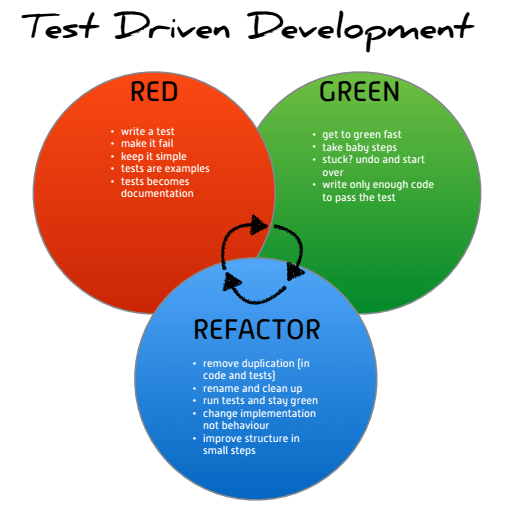 Test Driven Development
RED
• write a test
• make it fail
• keep it simple
• tests are examples
• tests becomes
documentation
GREEN
• get to green fast
• take baby steps
• stuck? undo and start
over
• write only enough code
to pass the test
REFACTOR
• remove duplication (in
code and tests)
• rename and clean up
• run tests and stay green
• change implementation
not behaviour
• improve structure in
small steps